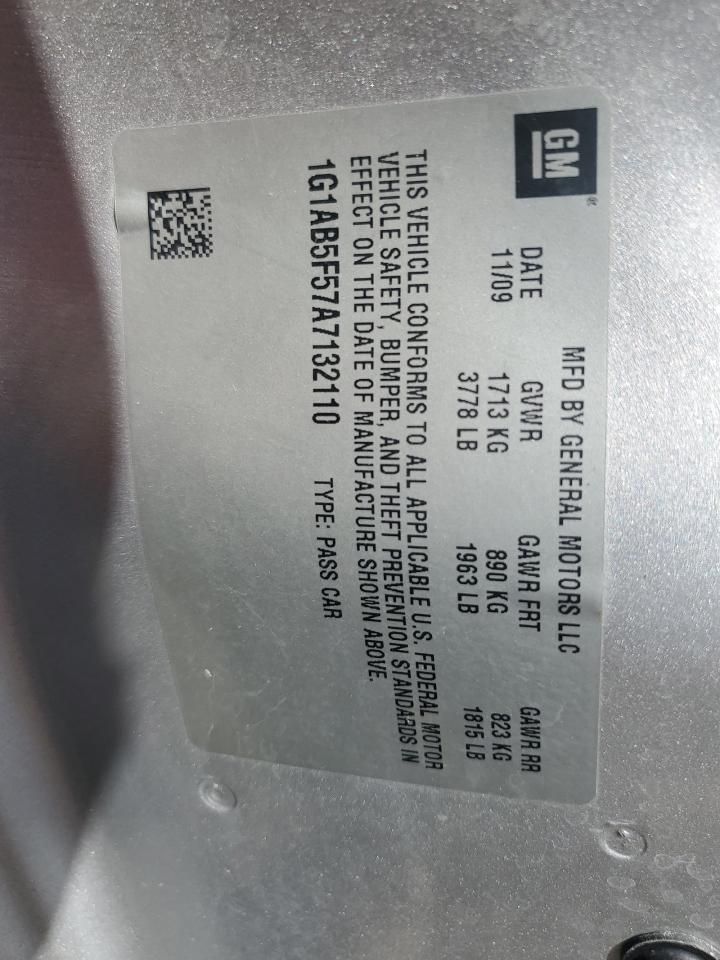 GM®
MFD BY GENERAL MOTORS LLC
DATE GVWR GAWR FRT GAWR RR
11/09 1713 KG 890 KG 823 KG
3778 LB 1963 LB 1815 LB
THIS VEHICLE CONFORMS TO ALL APPLICABLE U.S. FEDERAL MOTOR
VEHICLE SAFETY, BUMPER, AND THEFT PREVENTION STANDARDS IN
EFFECT ON THE DATE OF MANUFACTURE SHOWN ABOVE.
1G1AB5F57A7132110 TYPE: PASS CAR